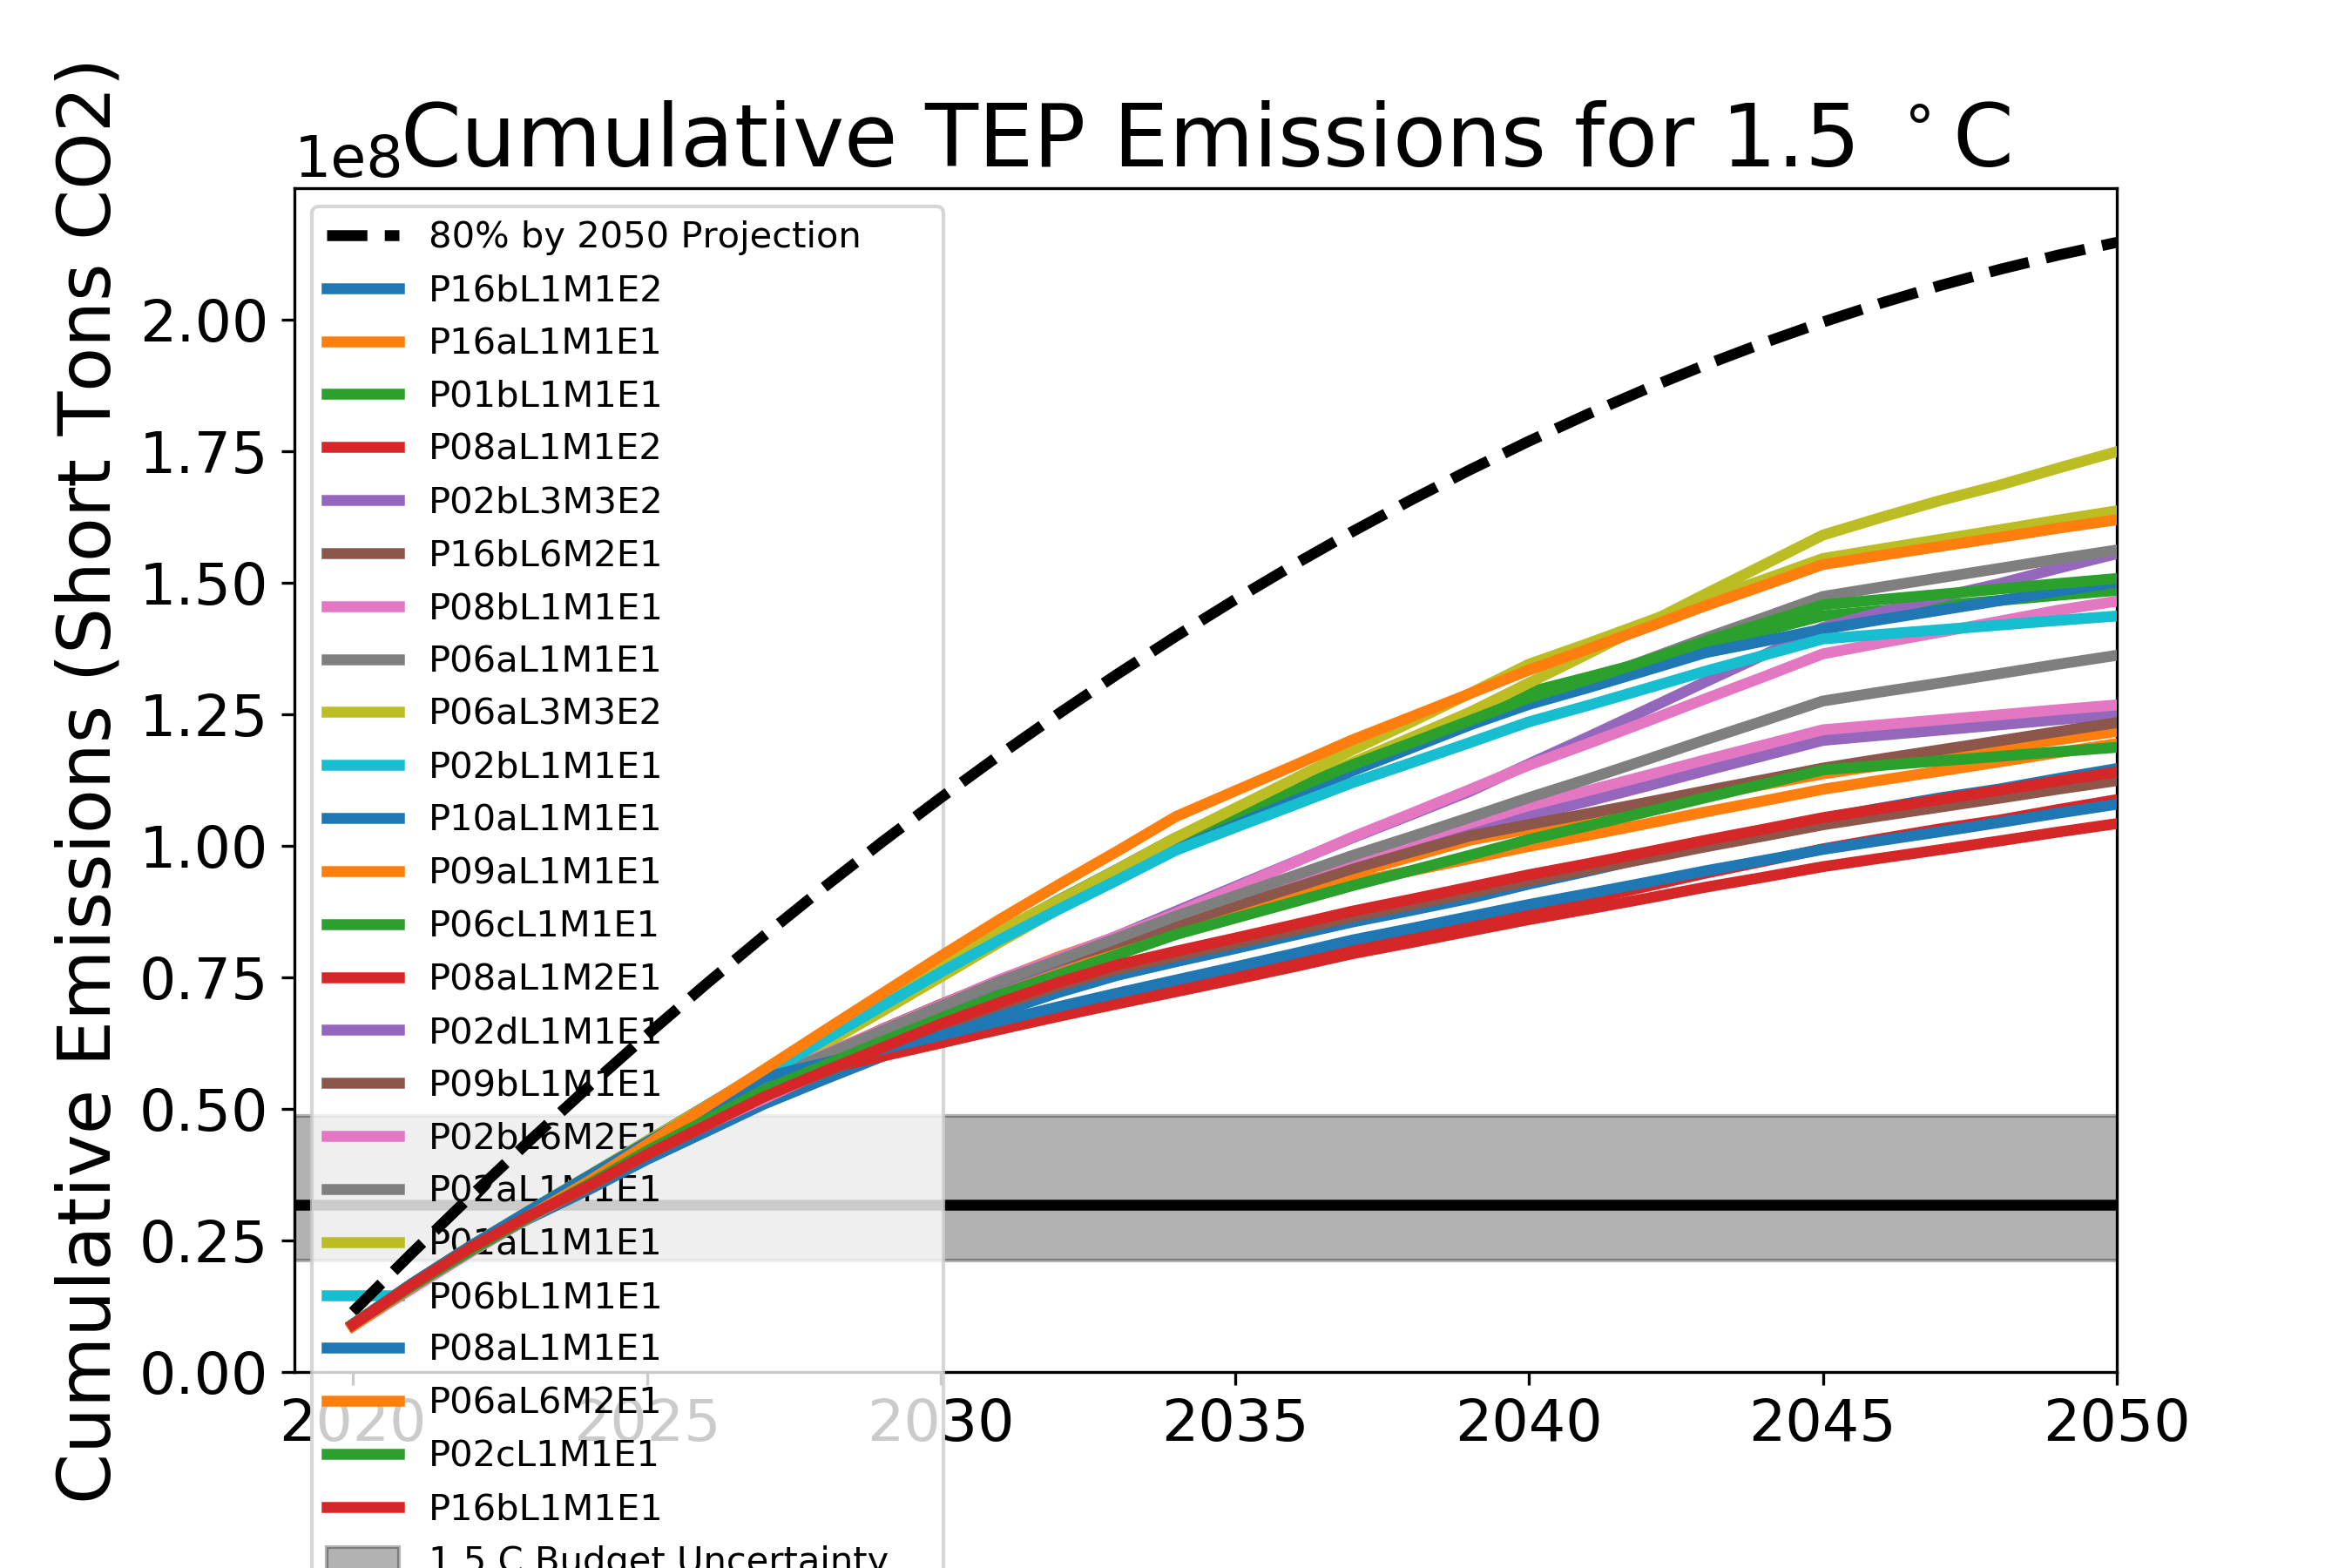 Cumulative TEP Emissions for 1.5 °C
1e8
Cumulative Emissions (Short Tons CO2)
2.00
1.75
1.50
1.25
1.00
0.75
0.50
0.25
0.00
80% by 2050 Projection
P16bL1M1E2
P16aL1M1E1
P01bL1M1E1
P08aL1M1E2
P02bL3M3E2
P16bL6M2E1
P08bL1M1E1
P06aL1M1E1
P06aL3M3E2
P02bL1M1E1
P10aL1M1E1
P09aL1M1E1
P06cL1M1E1
P08aL1M2E1
P02dL1M1E1
P09bL1M1E1
P02bL6M2E1
P02aL1M1E1
P01aL1M1E1
P06bL1M1E1
P08aL1M1E1
P06aL6M2E1
P02cL1M1E1
P16bL1M1E1
1.5 C Budget Uncertainty
2020 2025 2030 2035 2040 2045 2050